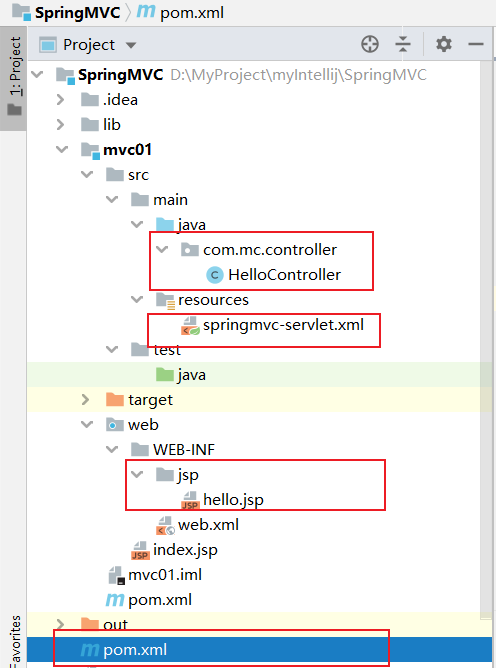 SpringMVC pom.xml
1: Project
Project
SpringMVC D:\MyProject\myIntellij\SpringMVC
.idea
lib
mvc01
src
main
java
com.mc.controller
HelloController
resources
springmvc-servlet.xml
test
java
target
web
WEB-INF
jsp
hello.jsp
web.xml
index.jsp
mvc01.iml
pom.xml
out
pom.xml
avorites